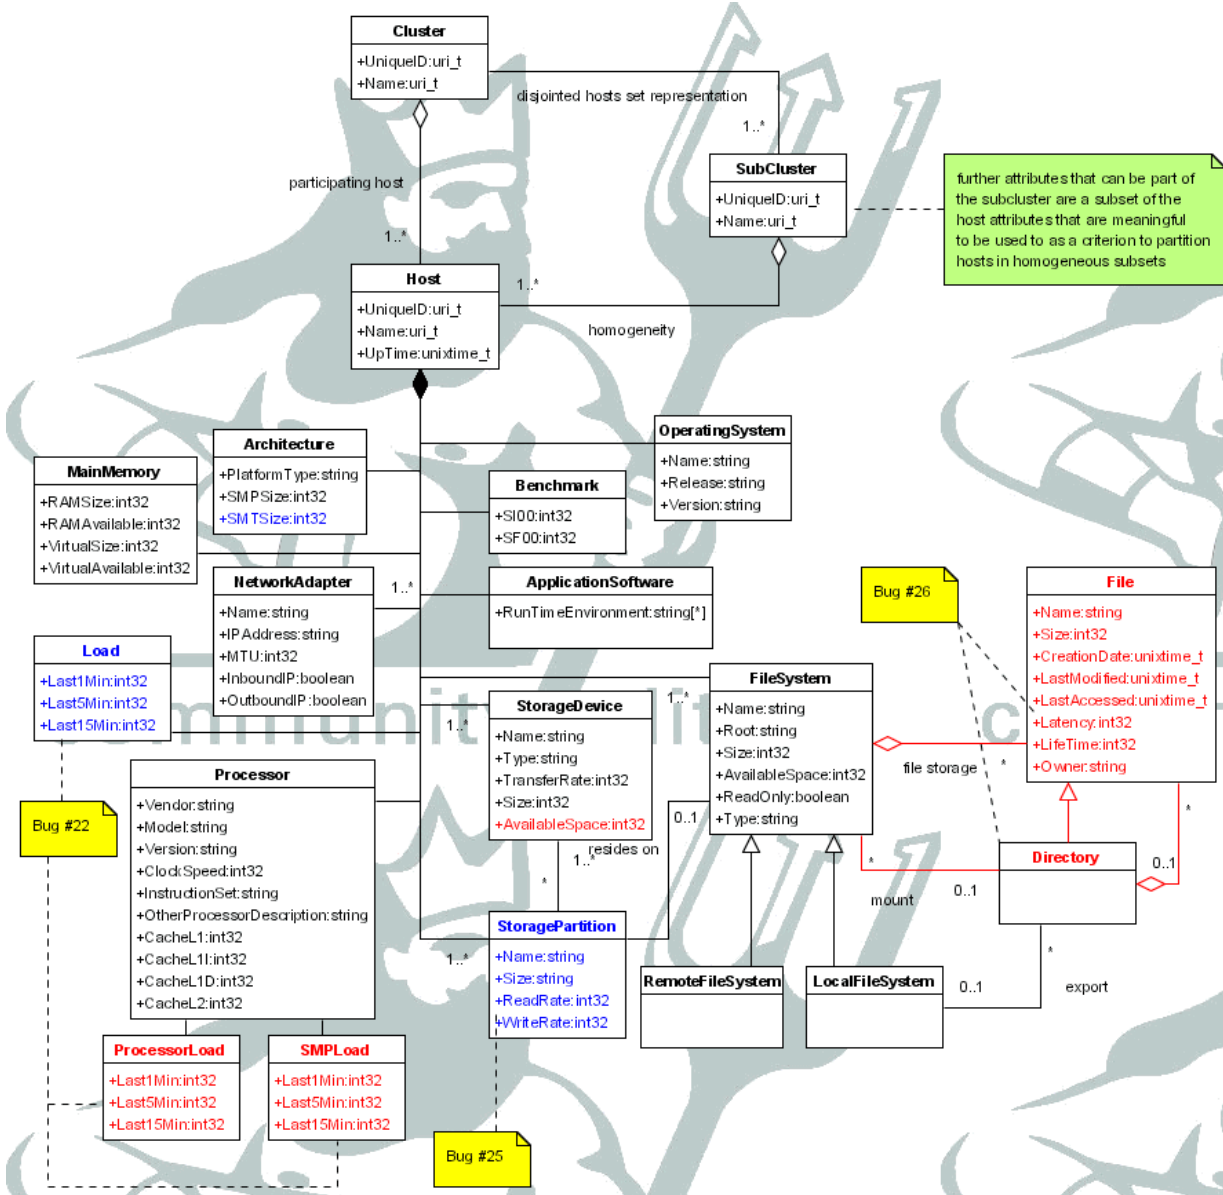 Cluster
+UniqueID:uri_t
+Name:uri_t
disjointed hosts set representation
1..*
SubCluster
+UniqueID:uri_t
+Name:uri_t
further attributes that can be part of
the subcluster are a subset of the
host attributes that are meaningful
to be used to as a criterion to partition
hosts in homogeneous subsets
participating host
1..*
Host
+UniqueID:uri_t
+Name:uri_t
+UpTime:unixtime_t
1..*
homogeneity
OperatingSystem
+Name:string
+Release:string
+Version:string
Architecture
+PlatformType:string
+SMPSize:int32
+SMTSize:int32
MainMemory
+RAMSize:int32
+RAMAvailable:int32
+VirtualSize:int32
+VirtualAvailable:int32
Benchmark
+SI00:int32
+SF00:int32
NetworkAdapter
+Name:string
+IPAddress:string
+MTU:int32
+InboundIP:boolean
+OutboundIP:boolean
1..*
ApplicationSoftware
+RunTimeEnvironment:string[*]
Bug #26
File
+Name:string
+Size:int32
+CreationDate:unixtime_t
+LastModified:unixtime_t
+LastAccessed:unixtime_t
+Latency:int32
+LifeTime:int32
+Owner:string
Load
+Last1Min:int32
+Last5Min:int32
+Last15Min:int32
1..*
StorageDevice
+Name:string
+Type:string
+TransferRate:int32
+Size:int32
+AvailableSpace:int32
1..*
FileSystem
+Name:string
+Root:string
+Size:int32
+AvailableSpace:int32
+ReadOnly:boolean
+Type:string
file storage
*
Bug #22
Processor
+Vendor:string
+Model:string
+Version:string
+ClockSpeed:int32
+InstructionSet:string
+OtherProcessorDescription:string
+CacheL1:int32
+CacheL1I:int32
+CacheL1D:int32
+CacheL2:int32
resides on
1..*
*
0..1
*
mount
0..1
Directory
0..1
*
1..*
StoragePartition
+Name:string
+Size:string
+ReadRate:int32
+WriteRate:int32
RemoteFileSystem
LocalFileSystem
0..1
*
export
ProcessorLoad
+Last1Min:int32
+Last5Min:int32
+Last15Min:int32
SMPLoad
+Last1Min:int32
+Last5Min:int32
+Last15Min:int32
Bug #25